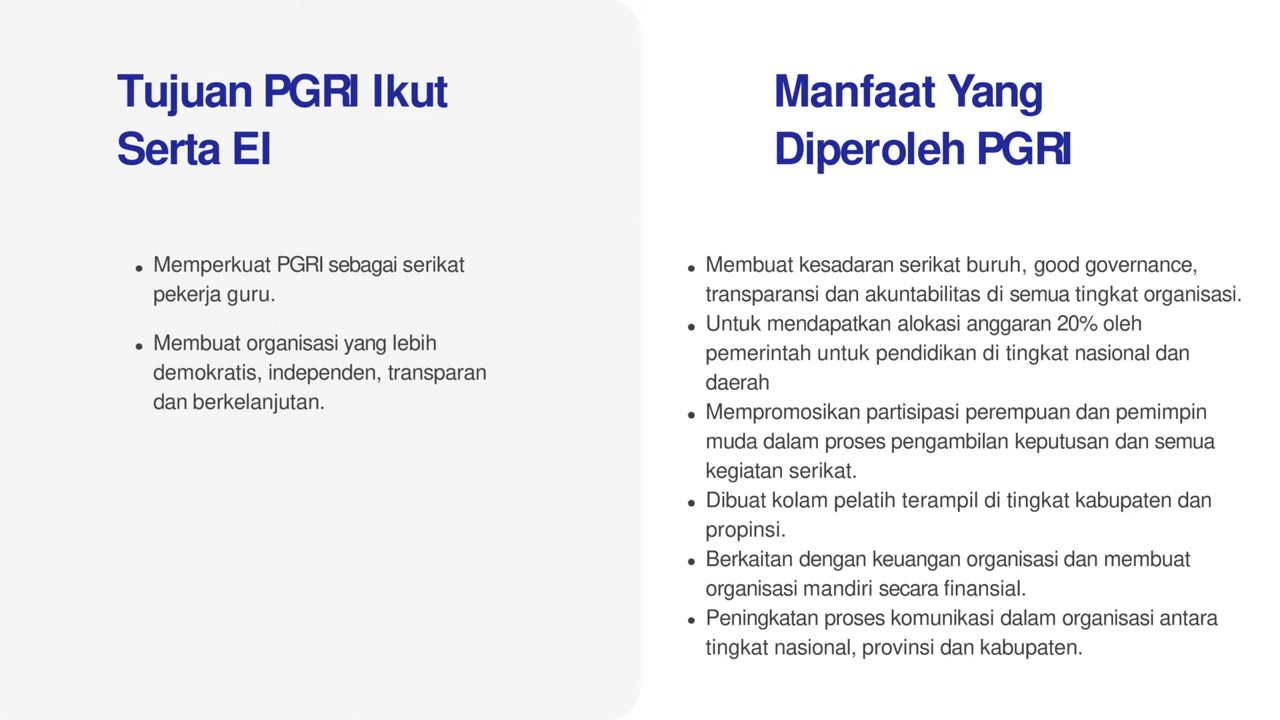 Tujuan PGRI Ikut
Serta EI
• Memperkuat PGRI sebagai serikat
pekerja guru.
• Membuat organisasi yang lebih
demokratis, independen, transparan
dan berkelanjutan.
Manfaat Yang
Diperoleh PGRI
• Membuat kesadaran serikat buruh, good governance,
transparansi dan akuntabilitas di semua tingkat organisasi.
• Untuk mendapatkan alokasi anggaran 20% oleh
pemerintah untuk pendidikan di tingkat nasional dan
daerah
• Mempromosikan partisipasi perempuan dan pemimpin
muda dalam proses pengambilan keputusan dan semua
kegiatan serikat.
• Dibuat kolam pelatih terampil di tingkat kabupaten dan
propinsi.
• Berkaitan dengan keuangan organisasi dan membuat
organisasi mandiri secara finansial.
• Peningkatan proses komunikasi dalam organisasi antara
tingkat nasional, provinsi dan kabupaten.